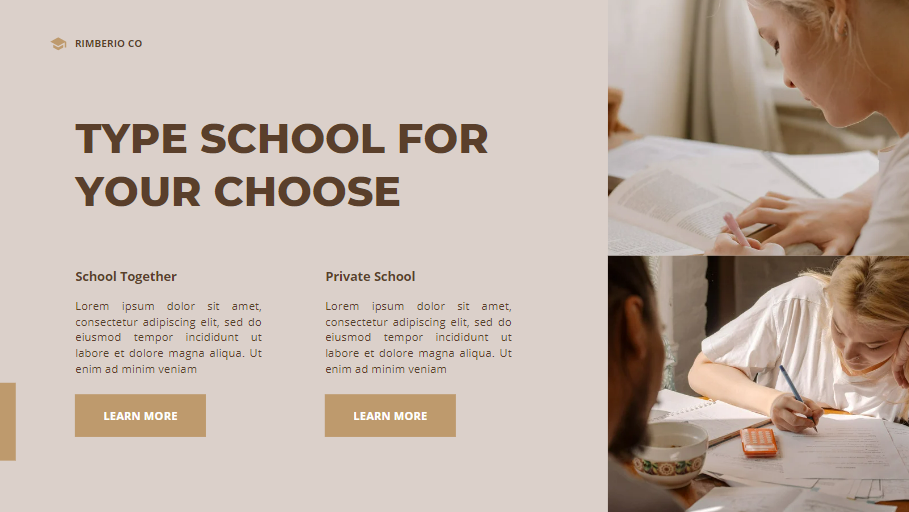 RIMBERIO CO
TYPE SCHOOL FOR
YOUR CHOOSE
School Together
Lorem ipsum dolor sit amet,
consectetur adipiscing elit, sed do
eiusmod tempor incididunt ut
labore et dolore magna aliqua. Ut
enim ad minim veniam
LEARN MORE
Private School
Lorem ipsum dolor sit amet,
consectetur adipiscing elit, sed do
eiusmod tempor incididunt ut
labore et dolore magna aliqua. Ut
enim ad minim veniam
LEARN MORE